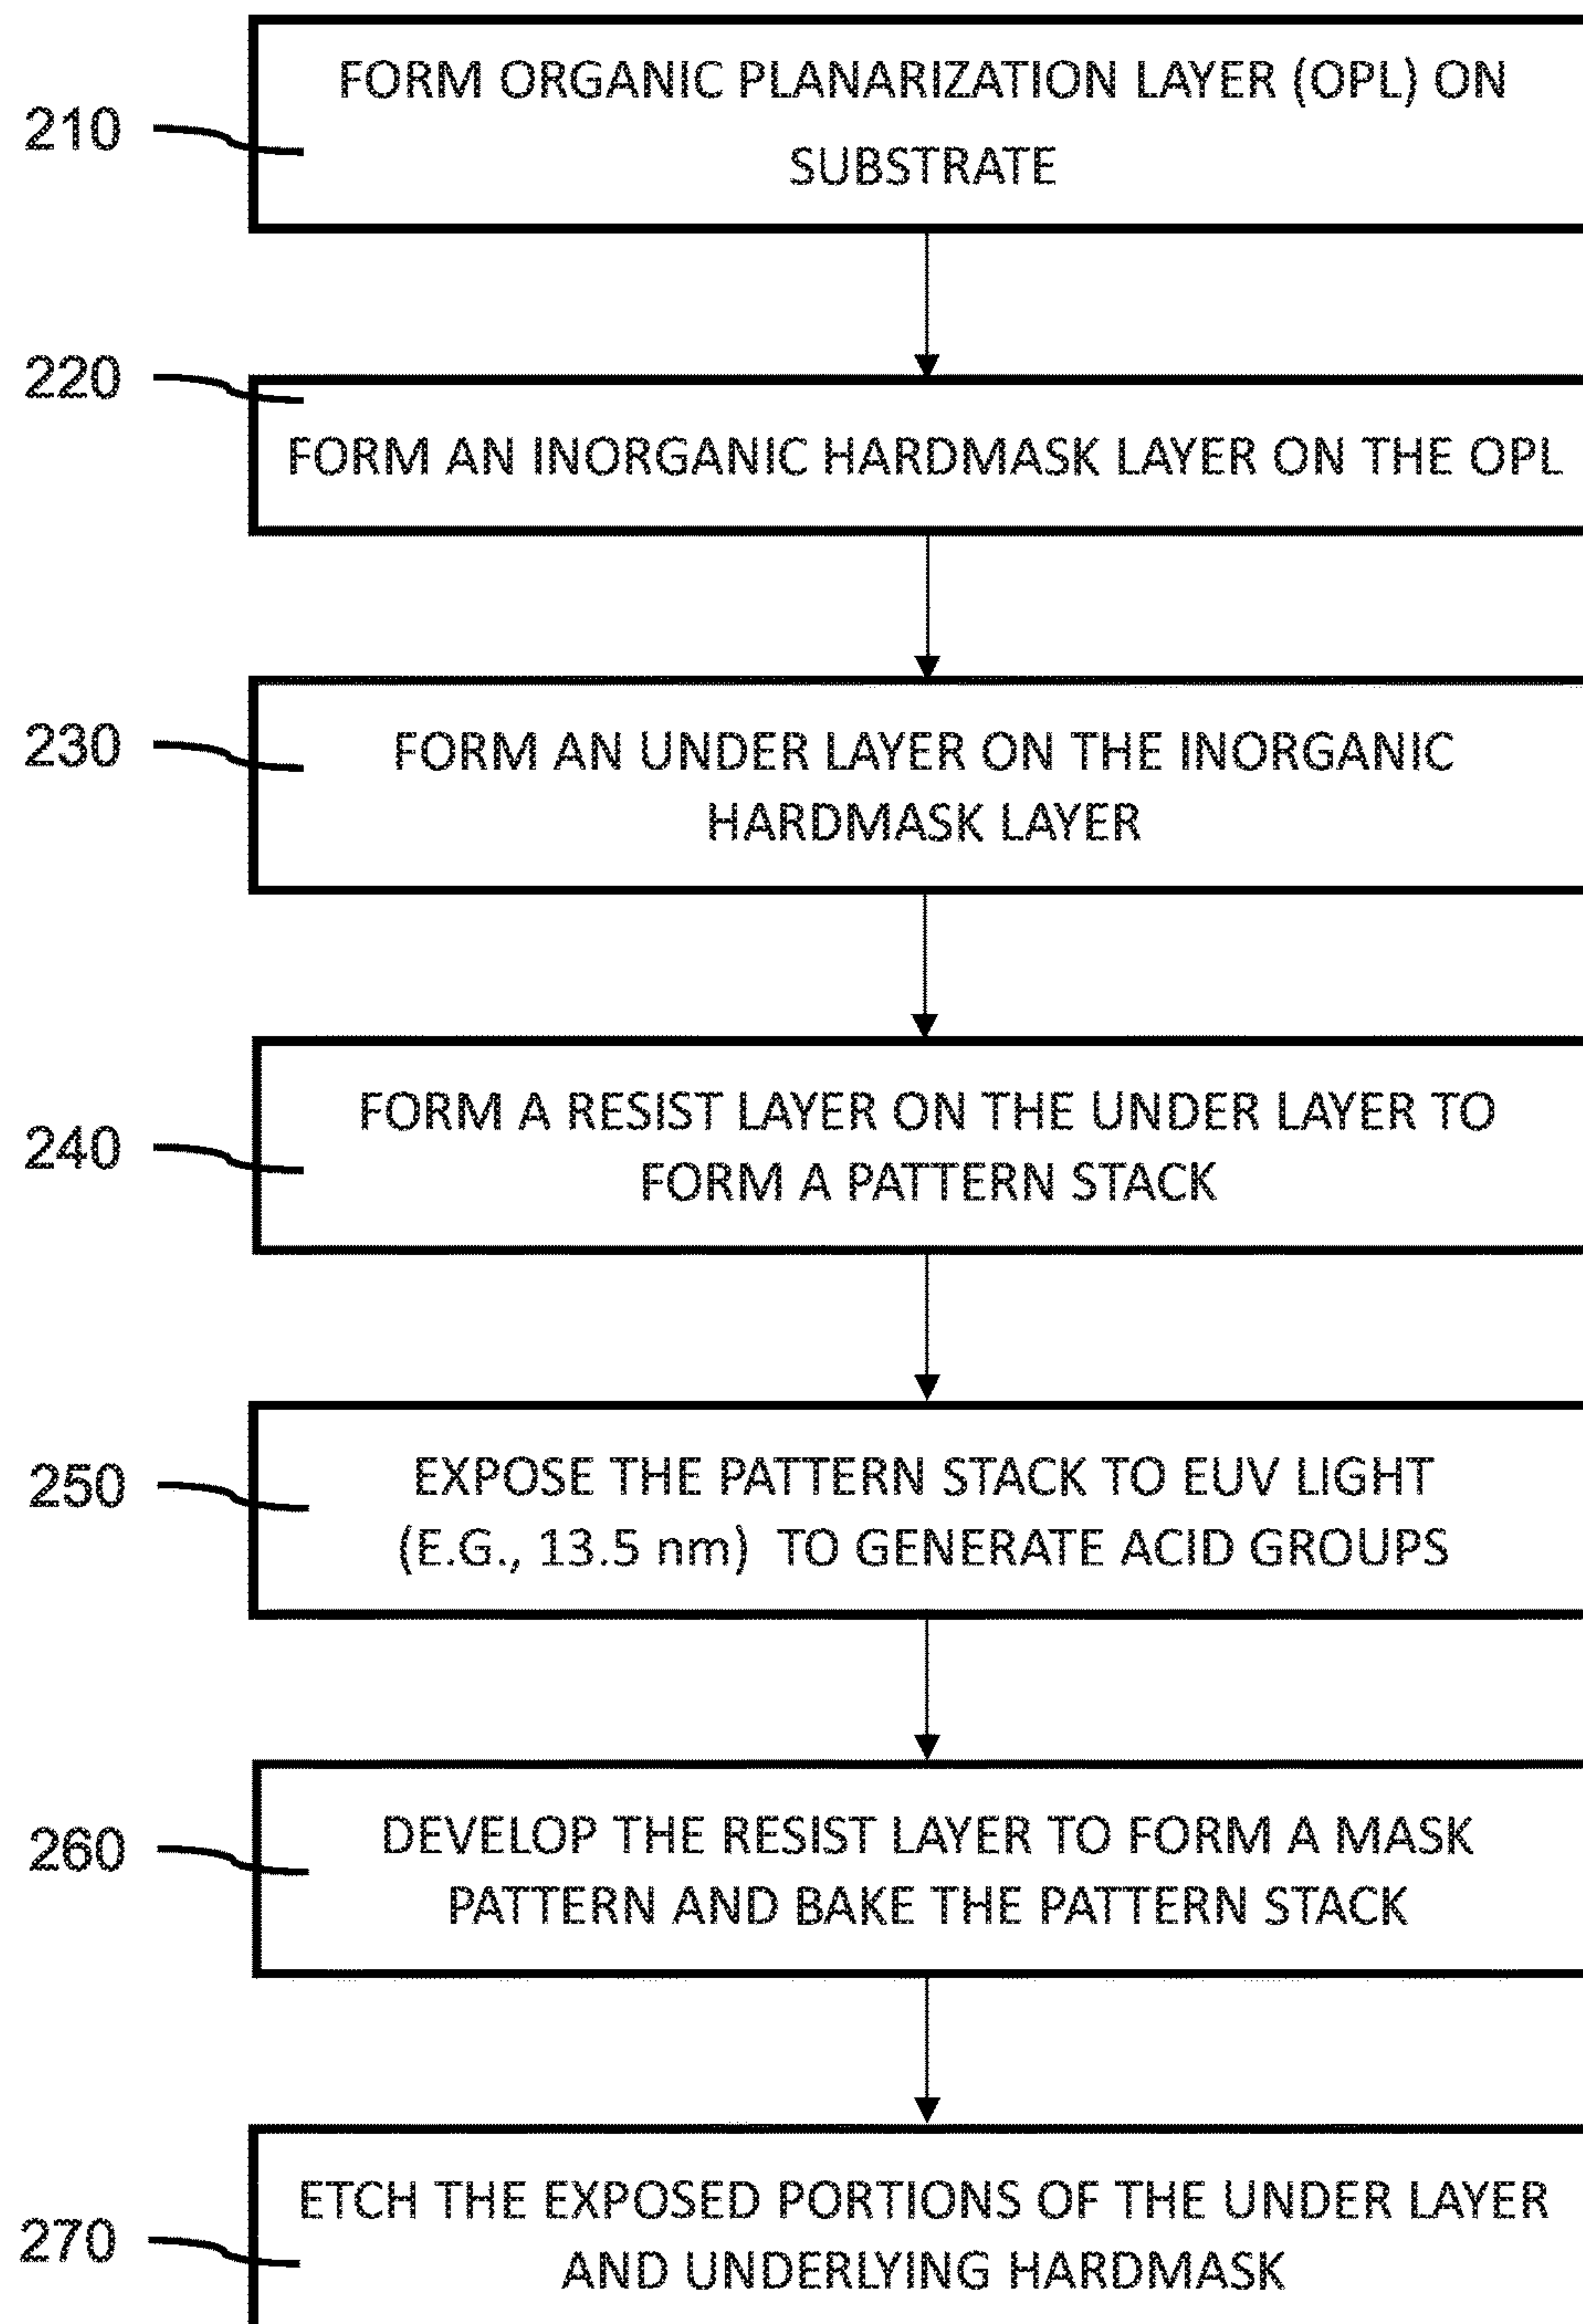 210
FORM ORGANIC PLANARIZATION LAYER (OPL) ON
SUBSTRATE
220
FORM AN INORGANIC HARDMASK LAYER ON THE OPL
230
FORM AN UNDER LAYER ON THE INORGANIC
HARDMASK LAYER
240
FORM A RESIST LAYER ON THE UNDER LAYER TO
FORM A PATTERN STACK
250
EXPOSE THE PATTERN STACK TO EUV LIGHT
(E.G., 13.5 nm) TO GENERATE ACID GROUPS
260
DEVELOP THE RESIST LAYER TO FORM A MASK
PATTERN AND BAKE THE PATTERN STACK
270
ETCH THE EXPOSED PORTIONS OF THE UNDER LAYER
AND UNDERLYING HARDMASK